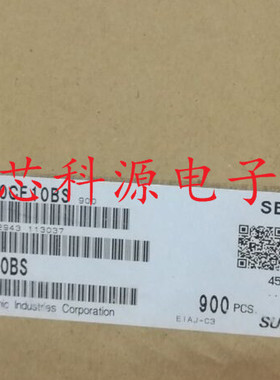 0CE10BS 900
SE
2943 113037
芯科源电子
0BS
45
mic Industries Corporation
900 PCS.
EIAJ-C3
SU